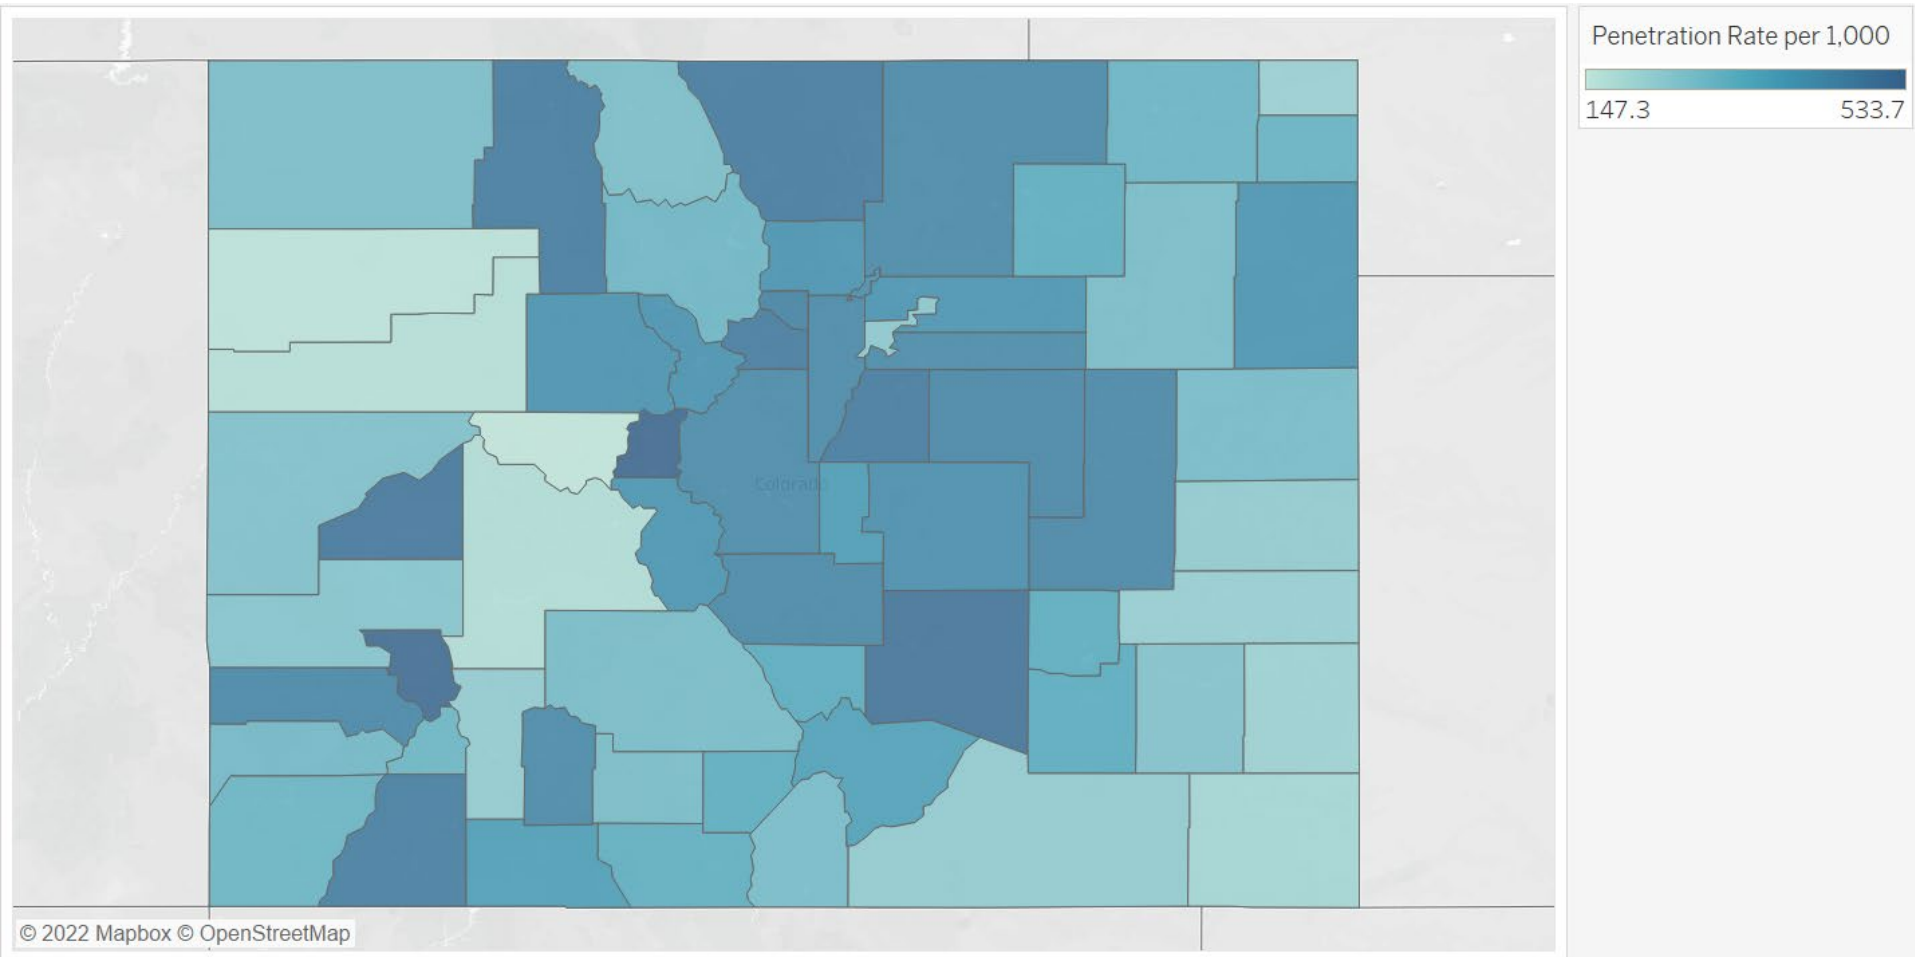 Penetration Rate per 1,000
147.3
533.7
Colorado
© 2022 Mapbox © OpenStreetMap